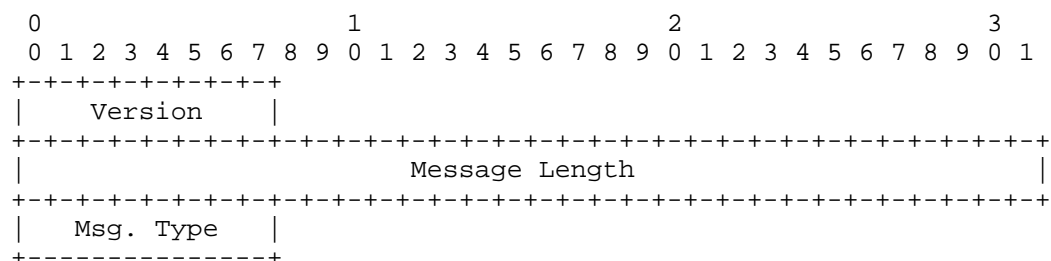 0                   1                   2                   3
 0 1 2 3 4 5 6 7 8 9 0 1 2 3 4 5 6 7 8 9 0 1 2 3 4 5 6 7 8 9 0 1
+-+-+-+-+-+-+-+-+
|    Version    |
+-+-+-+-+-+-+-+-+-+-+-+-+-+-+-+-+-+-+-+-+-+-+-+-+-+-+-+-+-+-+-+-+
|                        Message Length                         |
+-+-+-+-+-+-+-+-+-+-+-+-+-+-+-+-+-+-+-+-+-+-+-+-+-+-+-+-+-+-+-+-+
|   Msg. Type   |
+---------------+